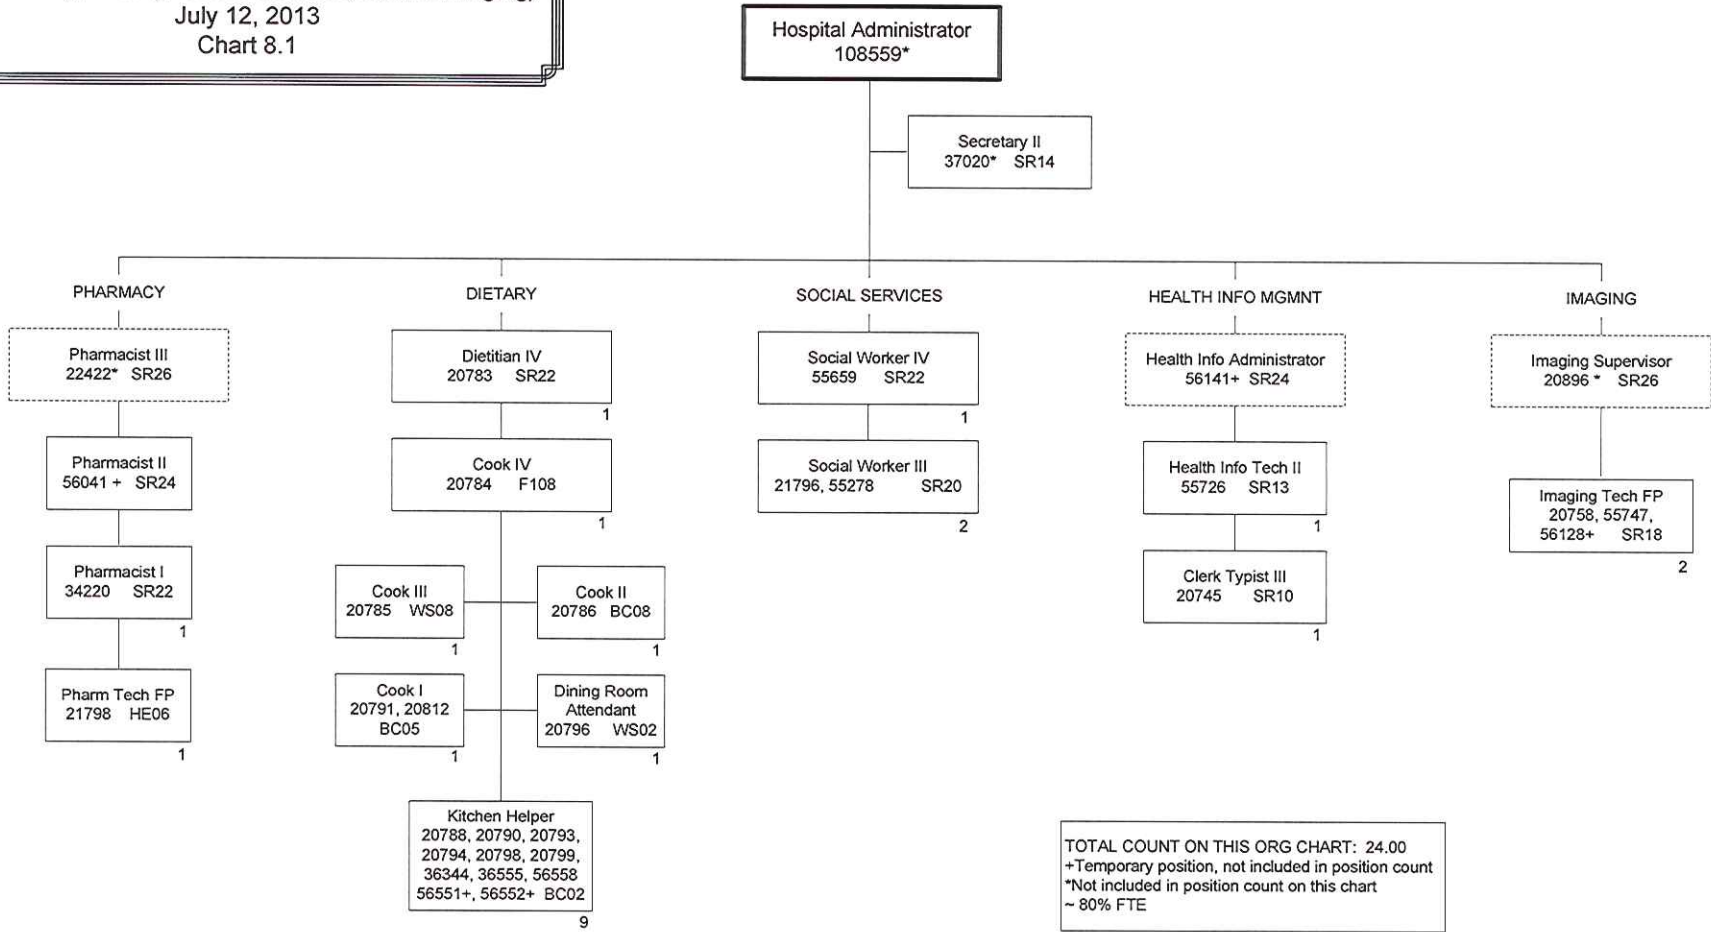 July 12, 2013
Chart 8.1
Hospital Administrator
108559*
Secretary II
37020* SR14
PHARMACY
Pharmacist III
22422* SR26
Pharmacist II
56041 + SR24
Pharmacist I
34220 SR22
1
Pharm Tech FP
21798 HE06
1
DIETARY
Dietitian IV
20783 SR22
1
Cook IV
20784 F108
1
Cook III
20785 WS08
1
Cook II
20786 BC08
1
Cook I
20791, 20812
BC05
1
Dining Room
Attendant
20796 WS02
1
Kitchen Helper
20788, 20790, 20793,
20794, 20798, 20799,
36344, 36555, 56558
56551+, 56552+ BC02
9
SOCIAL SERVICES
Social Worker IV
55659 SR22
1
Social Worker III
21796, 55278 SR20
2
HEALTH INFO MGMNT
Health Info Administrator
56141+ SR24
Health Info Tech II
55726 SR13
1
Clerk Typist III
20745 SR10
1
IMAGING
Imaging Supervisor
20896 * SR26
Imaging Tech FP
20758, 55747,
56128+ SR18
2
TOTAL COUNT ON THIS ORG CHART: 24.00
+Temporary position, not included in position count
*Not included in position count on this chart
~ 80% FTE